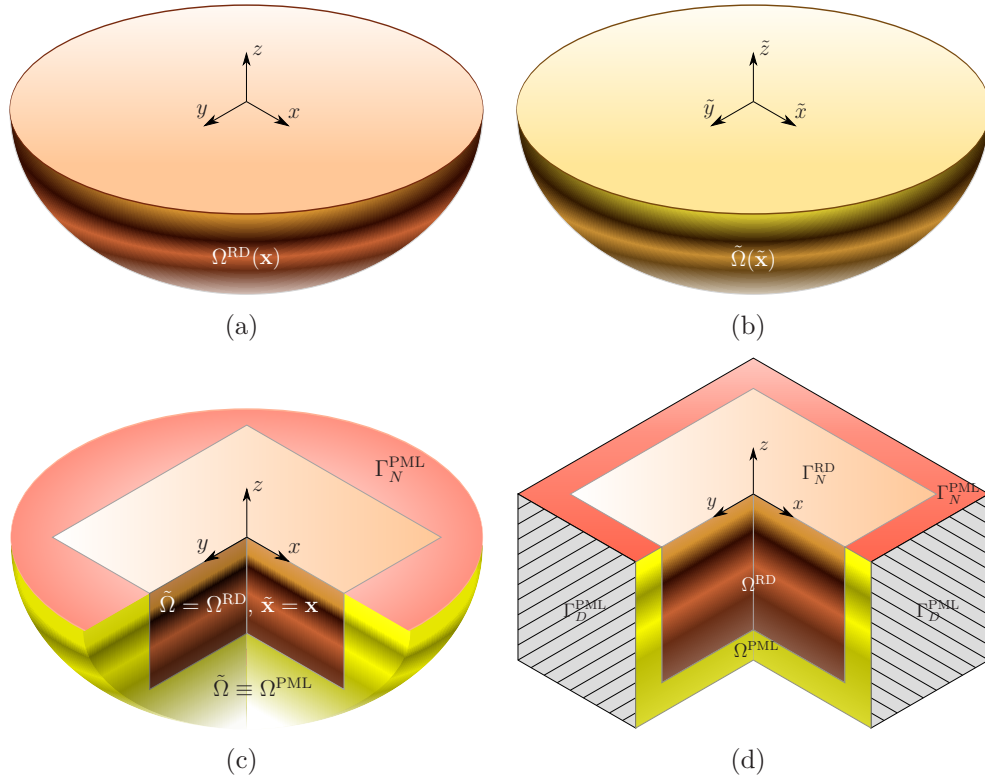 z
y x
Ω^RD(x)
(a)
z̃
ỹ x̃
Ω̃(x̃)
(b)
Γ_N^PML
z
y x
Ω̃ = Ω^RD, x̃ = x
Ω̃ ≡ Ω^PML
(c)
z
Γ_N^RD
Γ_N^PML
y x
Ω^RD
Γ_D^PML Γ_D^PML
Ω^PML
(d)